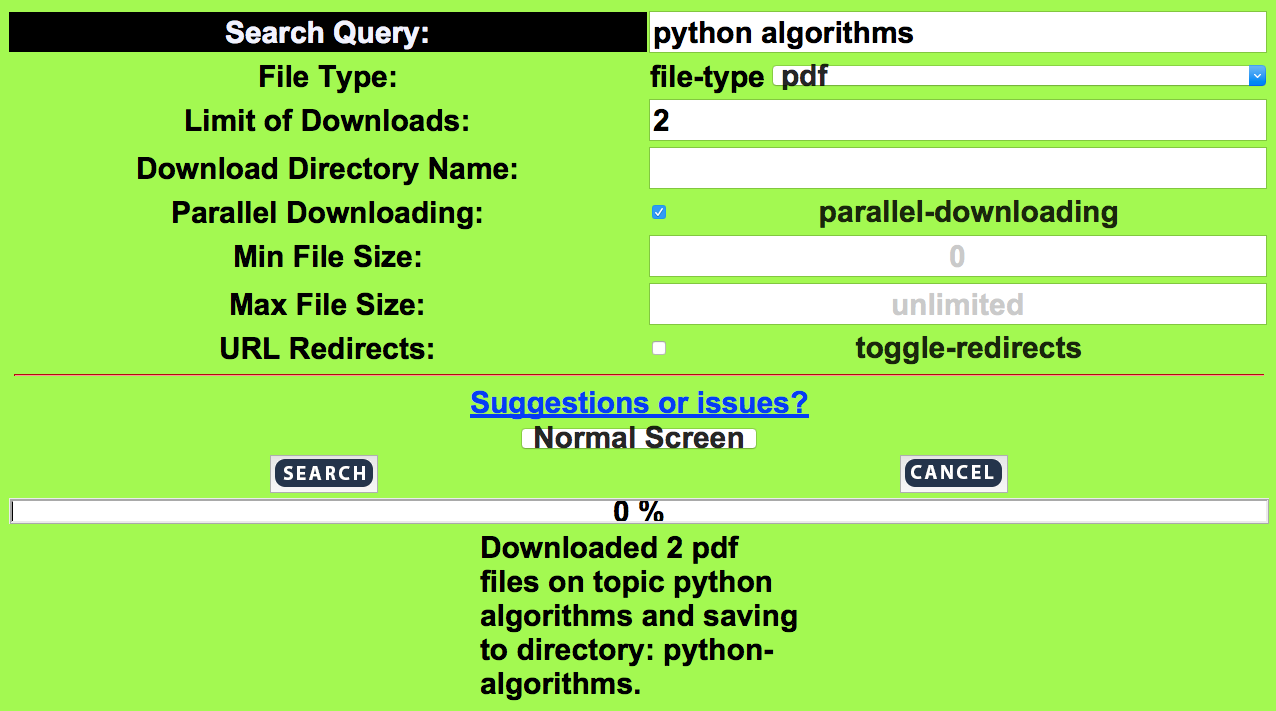 Search Query: python algorithms
File Type: file-type pdf
Limit of Downloads: 2
Download Directory Name:
Parallel Downloading: parallel-downloading
Min File Size: 0
Max File Size: unlimited
URL Redirects: toggle-redirects
Suggestions or issues?
Normal Screen
SEARCH CANCEL
0 %
Downloaded 2 pdf
files on topic python
algorithms and saving
to directory: python-
algorithms.